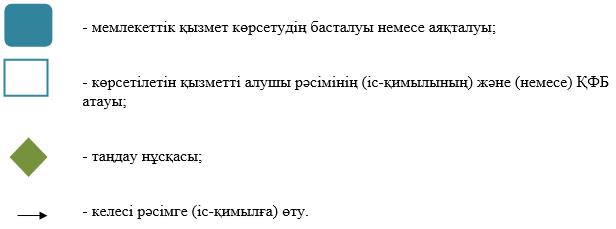 - мемлекеттік қызмет көрсетудің басталуы немесе аяқталуы;
- көрсетілетін қызметті алушы рәсімінің (іс-қимылының) және (немесе) ҚФБ
атауы;
- таңдау нұсқасы;
- келесі рәсімге (іс-қимылға) өту.